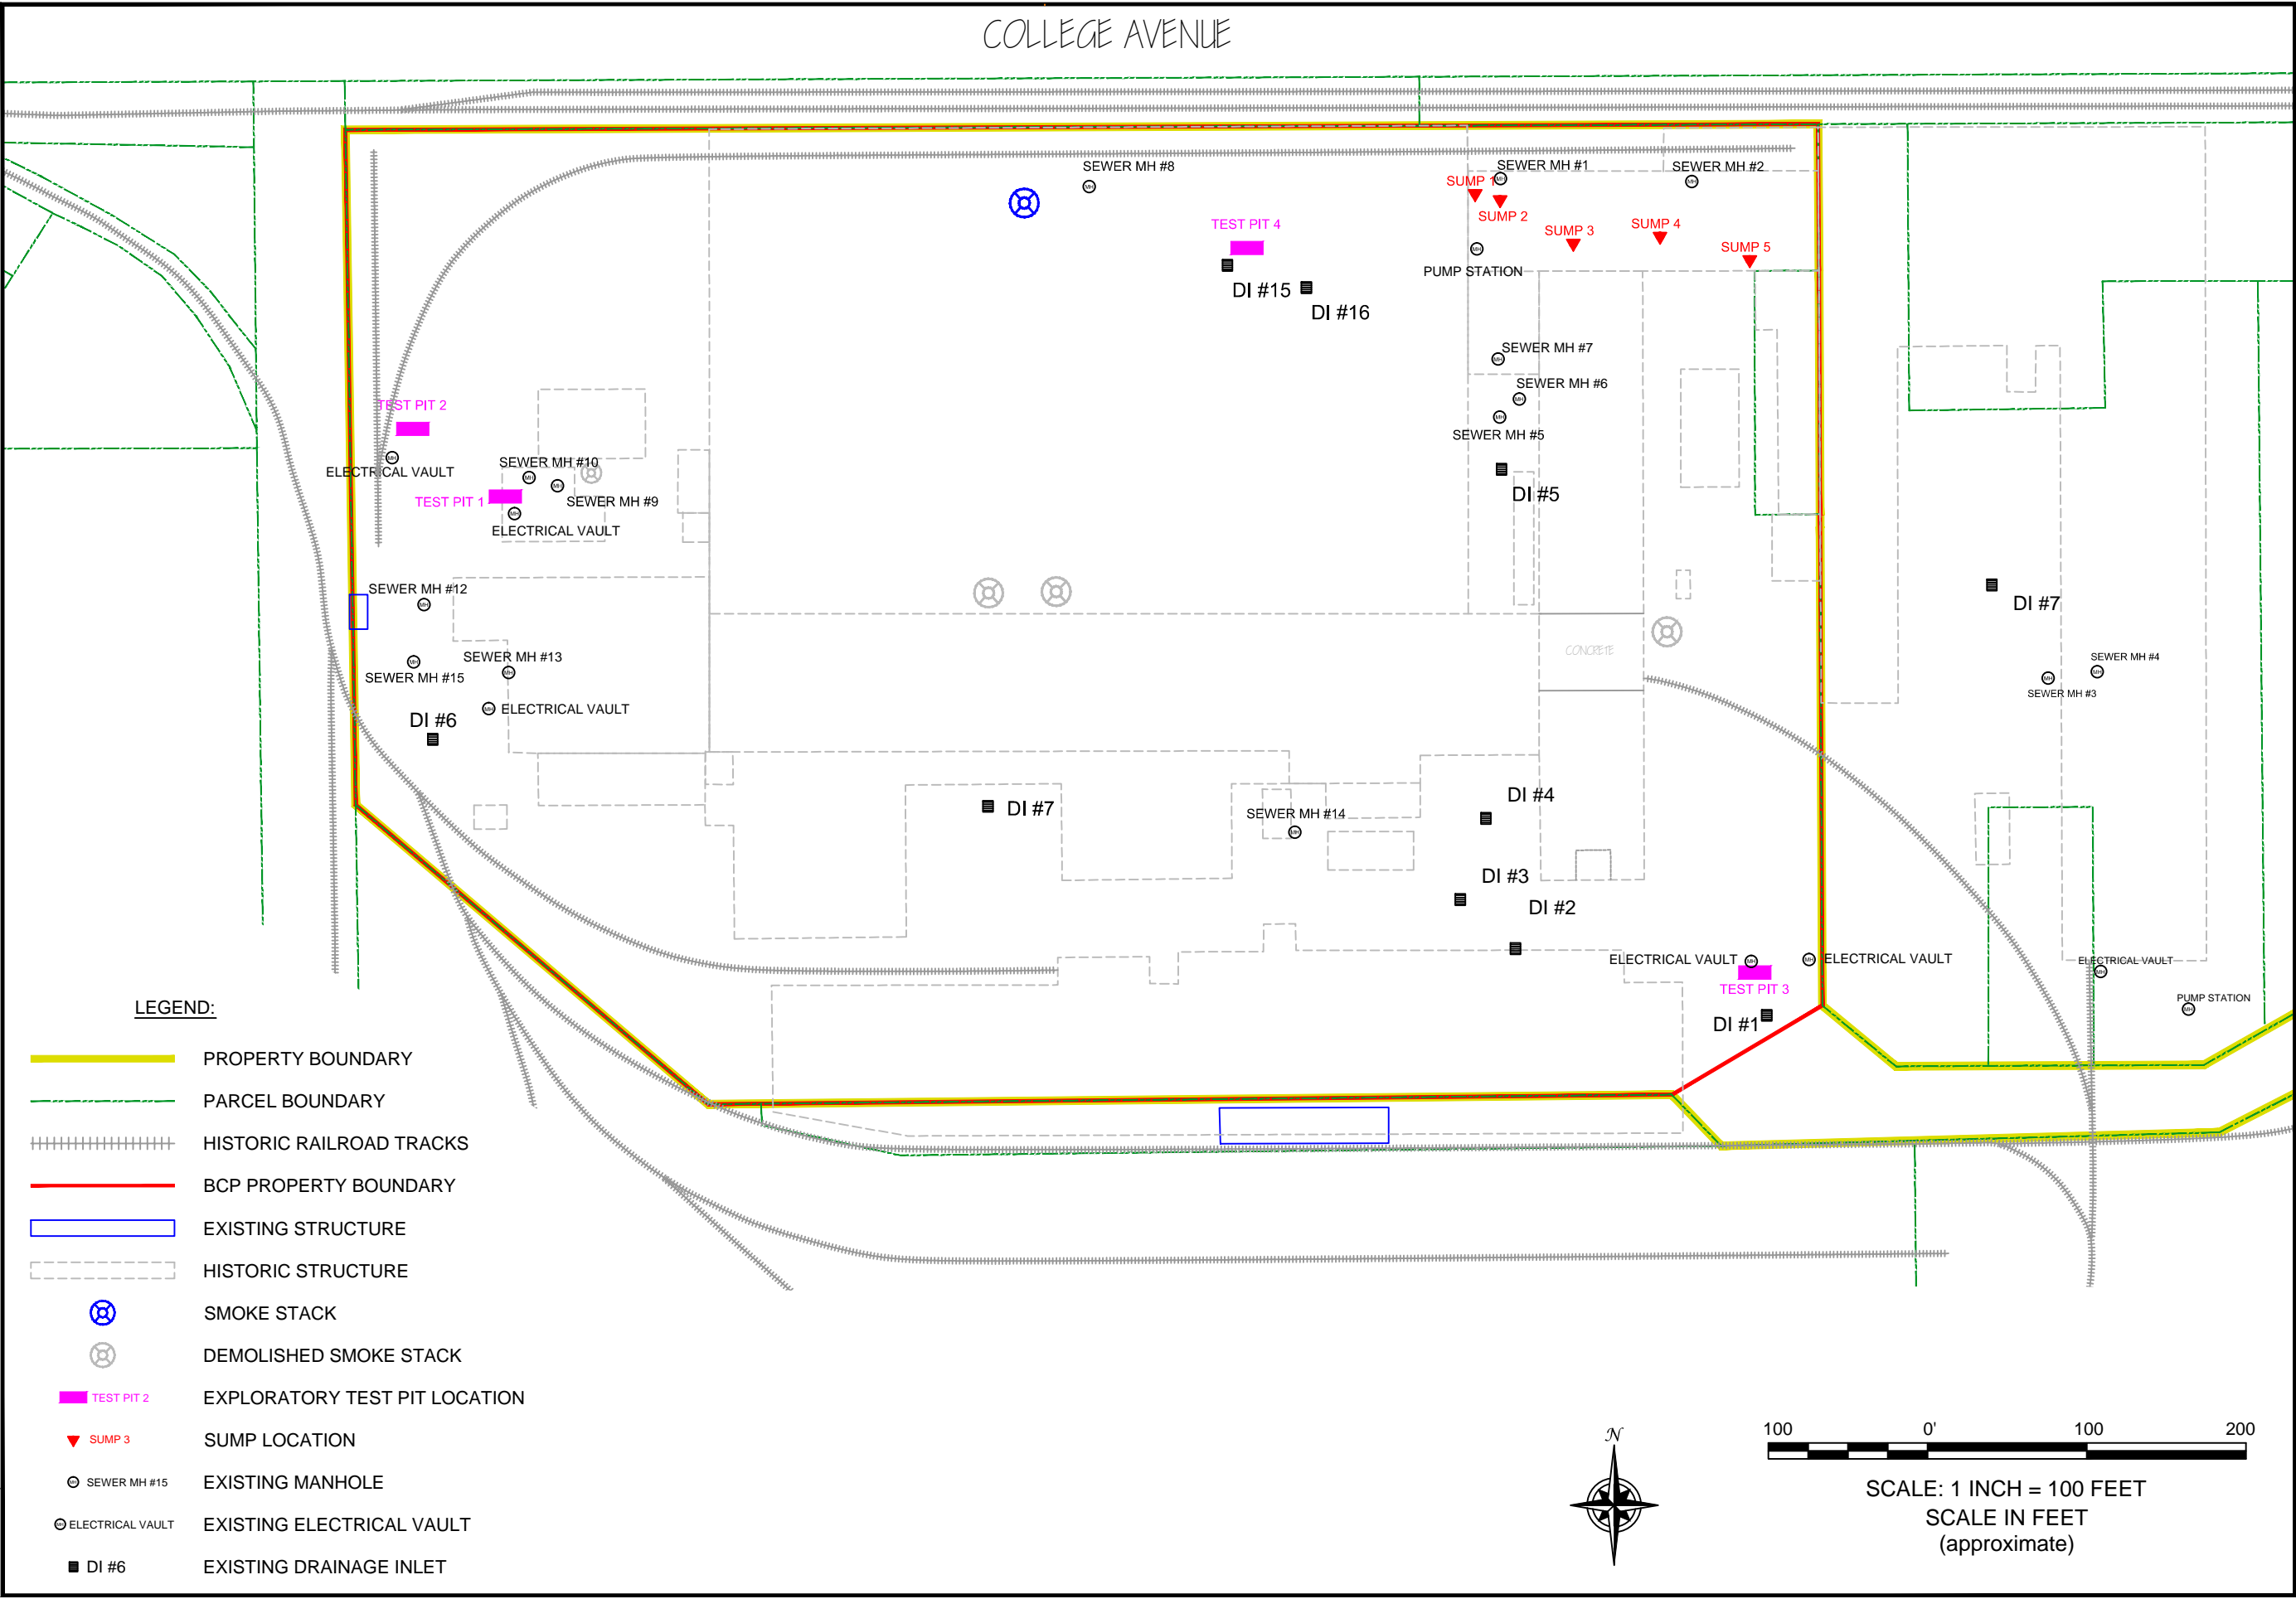 COLLEGE AVENUE
SEWER MH #8
SEWER MH #1
SEWER MH #2
SUMP 1
SUMP 2
TEST PIT 4
SUMP 3
SUMP 4
SUMP 5
PUMP STATION
DI #15
DI #16
SEWER MH #7
SEWER MH #6
TEST PIT 2
SEWER MH #5
ELECTRICAL VAULT
SEWER MH #10
DI #5
TEST PIT 1
SEWER MH #9
ELECTRICAL VAULT
SEWER MH #12
DI #7
CONCRETE
SEWER MH #13
SEWER MH #4
SEWER MH #15
SEWER MH #3
ELECTRICAL VAULT
DI #6
DI #4
DI #7
SEWER MH #14
DI #3
DI #2
ELECTRICAL VAULT
ELECTRICAL VAULT
ELECTRICAL VAULT
TEST PIT 3
PUMP STATION
DI #1
LEGEND:
PROPERTY BOUNDARY
PARCEL BOUNDARY
HISTORIC RAILROAD TRACKS
BCP PROPERTY BOUNDARY
EXISTING STRUCTURE
HISTORIC STRUCTURE
SMOKE STACK
DEMOLISHED SMOKE STACK
TEST PIT 2 EXPLORATORY TEST PIT LOCATION
SUMP 3 SUMP LOCATION
MH SEWER MH #15 EXISTING MANHOLE
MH ELECTRICAL VAULT EXISTING ELECTRICAL VAULT
DI #6 EXISTING DRAINAGE INLET
N
100 0' 100 200
SCALE: 1 INCH = 100 FEET
SCALE IN FEET
(approximate)